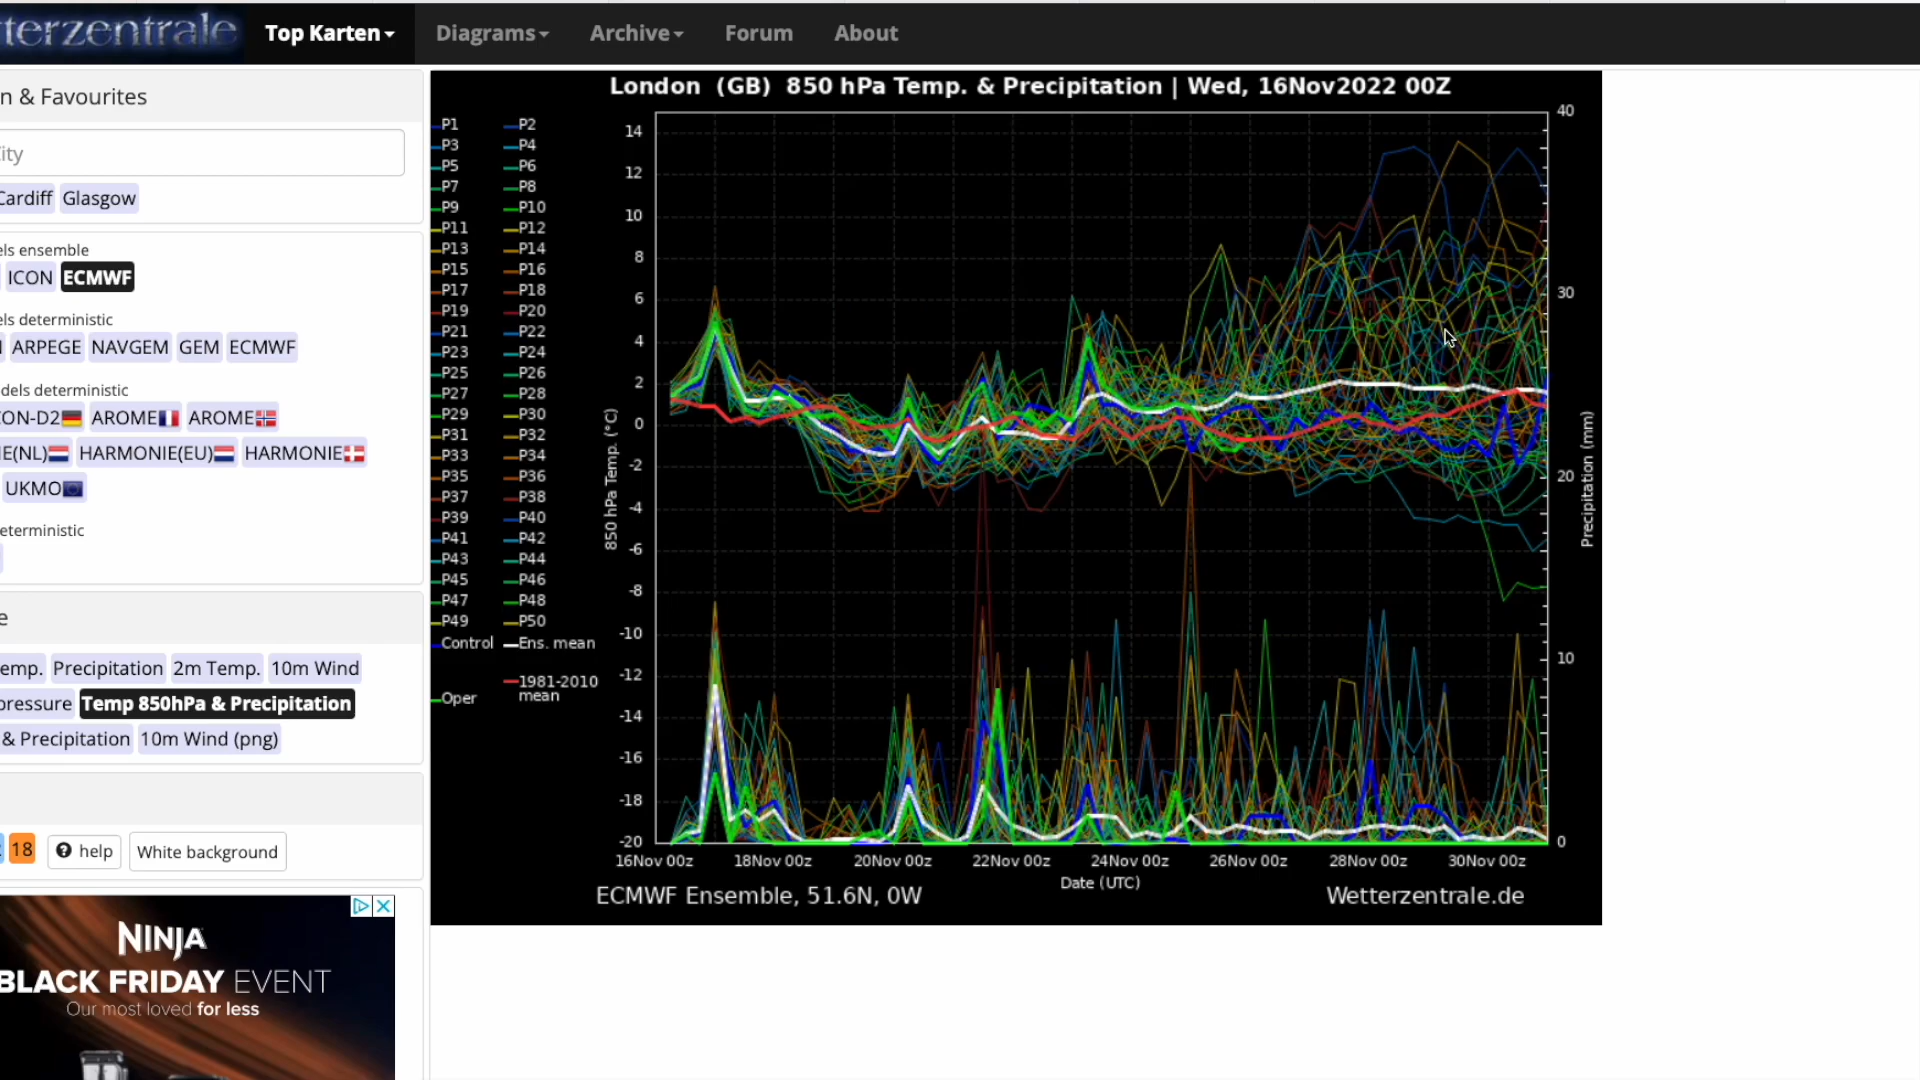 tterzentrale Top Karten Diagrams Archive Forum About
n & Favourites
ity
Cardiff Glasgow
els ensemble
ICON ECMWF
els deterministic
ARPEGE NAVGEM GEM ECMWF
dels deterministic
ON-D2 AROME AROME
E(NL) HARMONIE(EU) HARMONIE
UKMO
eterministic
e
emp. Precipitation 2m Temp. 10m Wind
pressure Temp 850hPa & Precipitation
& Precipitation 10m Wind (png)
18 help White background
NINJA
BLACK FRIDAY EVENT
Our most loved for less
London (GB) 850 hPa Temp. & Precipitation | Wed, 16Nov2022 00Z
P1 P2
P3 P4
P5 P6
P7 P8
P9 P10
P11 P12
P13 P14
P15 P16
P17 P18
P19 P20
P21 P22
P23 P24
P25 P26
P27 P28
P29 P30
P31 P32
P33 P34
P35 P36
P37 P38
P39 P40
P41 P42
P43 P44
P45 P46
P47 P48
P49 P50
Control Ens. mean
1981-2010
mean
Oper
850 hPa Temp. (°C)
14
12
10
8
6
4
2
0
-2
-4
-6
-8
-10
-12
-14
-16
-18
-20
40
30
20
10
0
Precipitation (mm)
16Nov 00z 18Nov 00z 20Nov 00z 22Nov 00z 24Nov 00z 26Nov 00z 28Nov 00z 30Nov 00z
Date (UTC)
ECMWF Ensemble, 51.6N, 0W Wetterzentrale.de